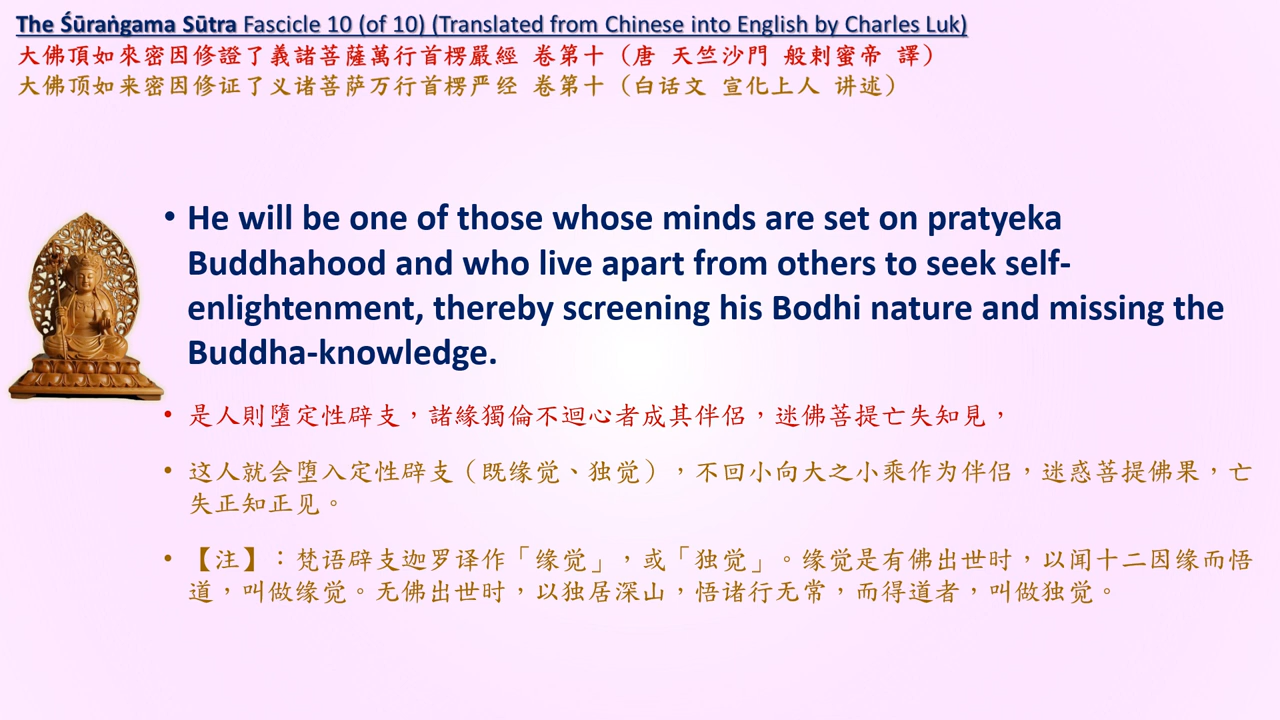 The Śūraṅgama Sūtra Fascicle 10 (of 10) (Translated from Chinese into English by Charles Luk)
大佛頂如來密因修證了義諸菩薩萬行首楞嚴經 卷第十（唐 天竺沙門 般剌蜜帝 譯）
大佛顶如来密因修证了义诸菩萨万行首楞严经 卷第十（白话文 宣化上人 讲述）
• He will be one of those whose minds are set on pratyeka
Buddhahood and who live apart from others to seek self-
enlightenment, thereby screening his Bodhi nature and missing the
Buddha-knowledge.
• 是人則墮定性辟支，諸緣獨倫不迴心者成其伴侶，迷佛菩提亡失知見，
• 这人就会堕入定性辟支（既缘觉、独觉），不回小向大之小乘作为伴侣，迷惑菩提佛果，亡
失正知正见。
• 【注】：梵语辟支迦罗译作「缘觉」，或「独觉」。缘觉是有佛出世时，以闻十二因缘而悟
道，叫做缘觉。无佛出世时，以独居深山，悟诸行无常，而得道者，叫做独觉。